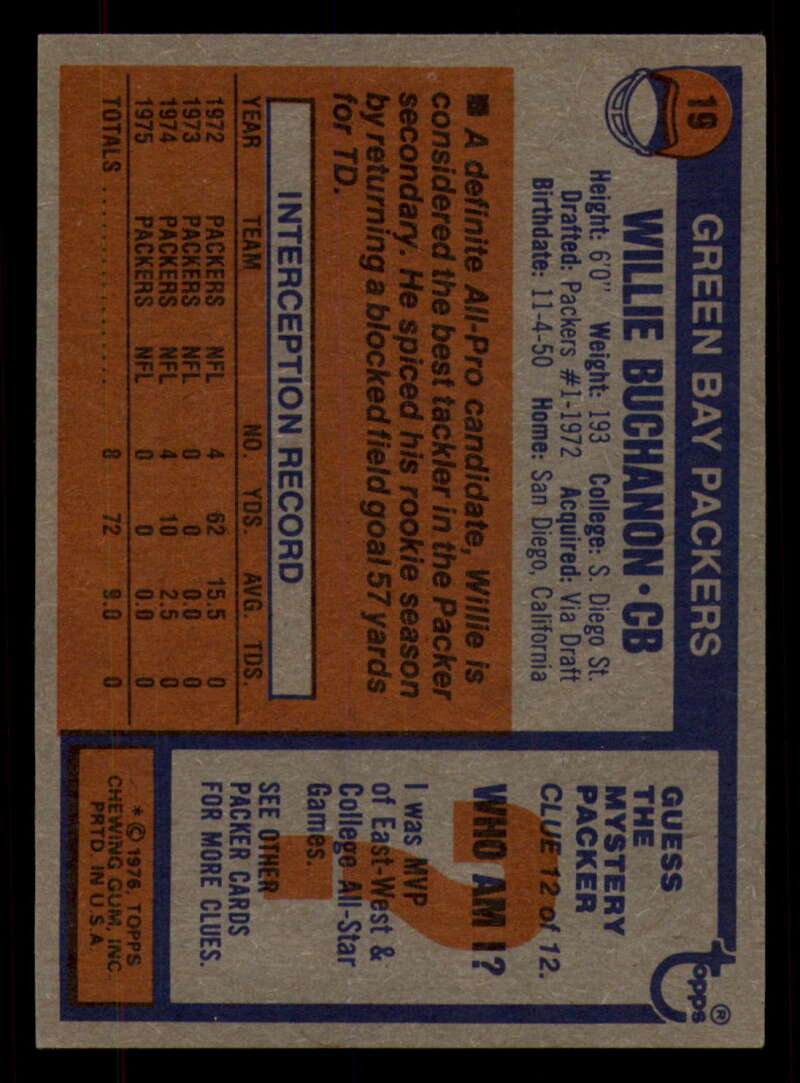 19
GREEN BAY PACKERS
WILLIE BUCHANON • CB
Height: 6'0" Weight: 193 College: S. Diego St.
Drafted: Packers #1-1972 Acquired: Via Draft
Birthdate: 11-4-50 Home: San Diego, California
■ A definite All-Pro candidate, Willie is
considered the best tackler in the Packer
secondary. He spiced his rookie season
by returning a blocked field goal 57 yards
for TD.
INTERCEPTION RECORD
YEAR TEAM NO. YDS. AVG. TDS.
1972 PACKERS NFL 4 62 15.5 0
1973 PACKERS NFL 0 0 0.0 0
1974 PACKERS NFL 4 10 2.5 0
1975 PACKERS NFL 0 0 0.0 0
TOTALS .................... 8 72 9.0 0
topps®
GUESS
THE
MYSTERY
PACKER
CLUE 12 of 12.
?
WHO AM I?
I was MVP
of East-West &
College All-Star
Games.
SEE OTHER
PACKER CARDS
FOR MORE CLUES.
* © 1976. TOPPS
CHEWING GUM, INC.
PRTD. IN U.S.A.